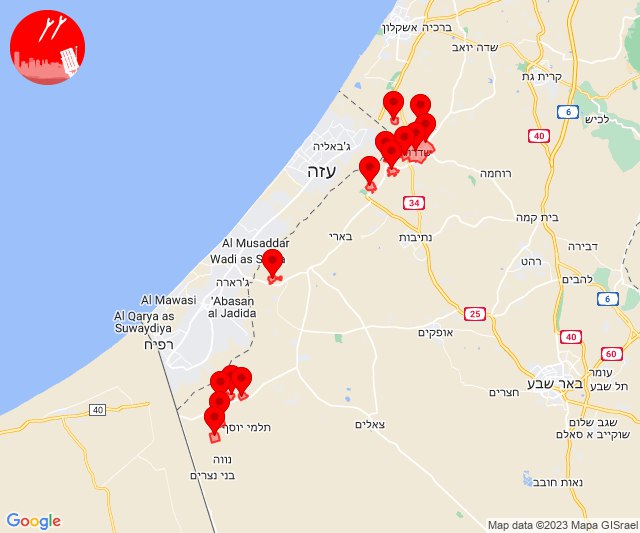 ברכיה
אשקלון
שדה יואב
קרית גת
6
לכיש
40
ג'באליה
עזה
שדרות
רוחמה
34
בית קמה
נתיבות
דבירה
בארי
Al Musaddar
Wadi as Salqa
רהט
להבים
ג'רארה
Al Mawasi
'Abasan
al Jadida
6
Al Qarya as
Suwaydiya
25
רפיח
אופקים
40
60
עומר
באר שבע
תל שבע
חצרים
40
צאלים
תלמי יוסף
שגב שלום
שוקייב א סאלם
נווה
בני נצרים
נאות חובב
Google
Map data ©2023 Mapa GISrael